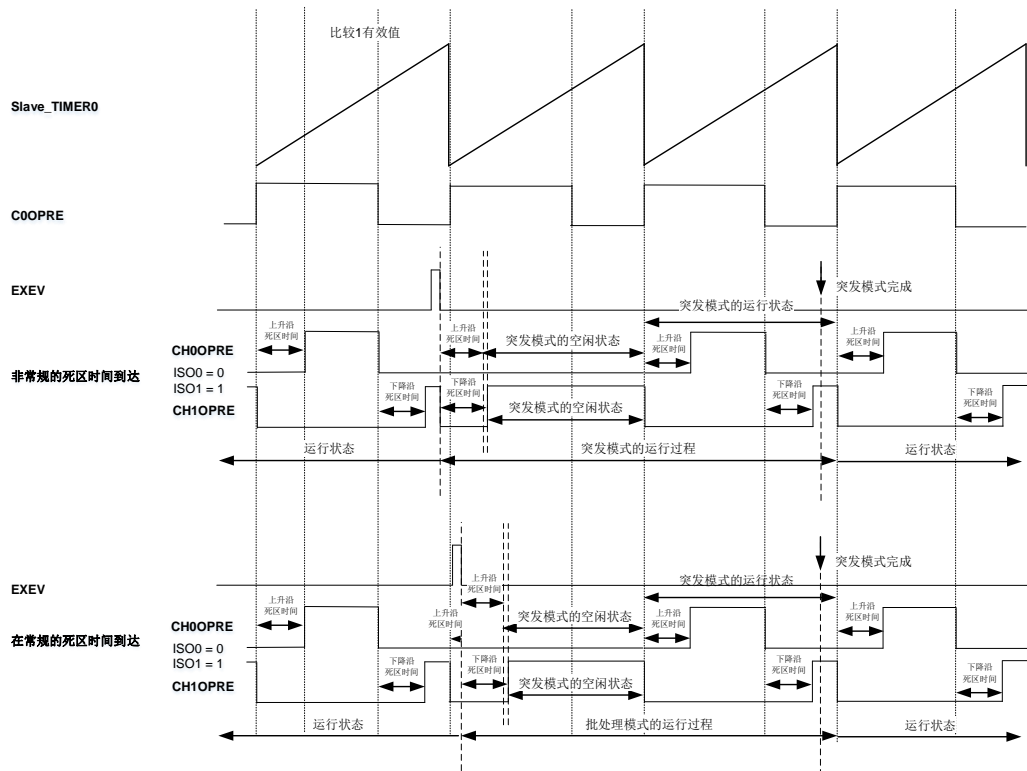 比较1有效值
Slave_TIMER0
C0OPRE
EXEV
突发模式完成
突发模式的运行状态
上升沿
死区时间
上升沿
死区时间
突发模式的空闲状态
上升沿
死区时间
上升沿
死区时间
CH0OPRE
非常规的死区时间到达
ISO0 = 0
ISO1 = 1
CH1OPRE
下降沿
死区时间
下降沿
死区时间
突发模式的空闲状态
下降沿
死区时间
下降沿
死区时间
运行状态
突发模式的运行过程
运行状态
EXEV
突发模式完成
上升沿
死区时间
突发模式的运行状态
上升沿
死区时间
上升沿
死区时间
突发模式的空闲状态
上升沿
死区时间
上升沿
死区时间
CH0OPRE
在常规的死区时间到达
ISO0 = 0
ISO1 = 1
CH1OPRE
下降沿
死区时间
下降沿
死区时间
突发模式的空闲状态
下降沿
死区时间
下降沿
死区时间
运行状态
批处理模式的运行过程
运行状态